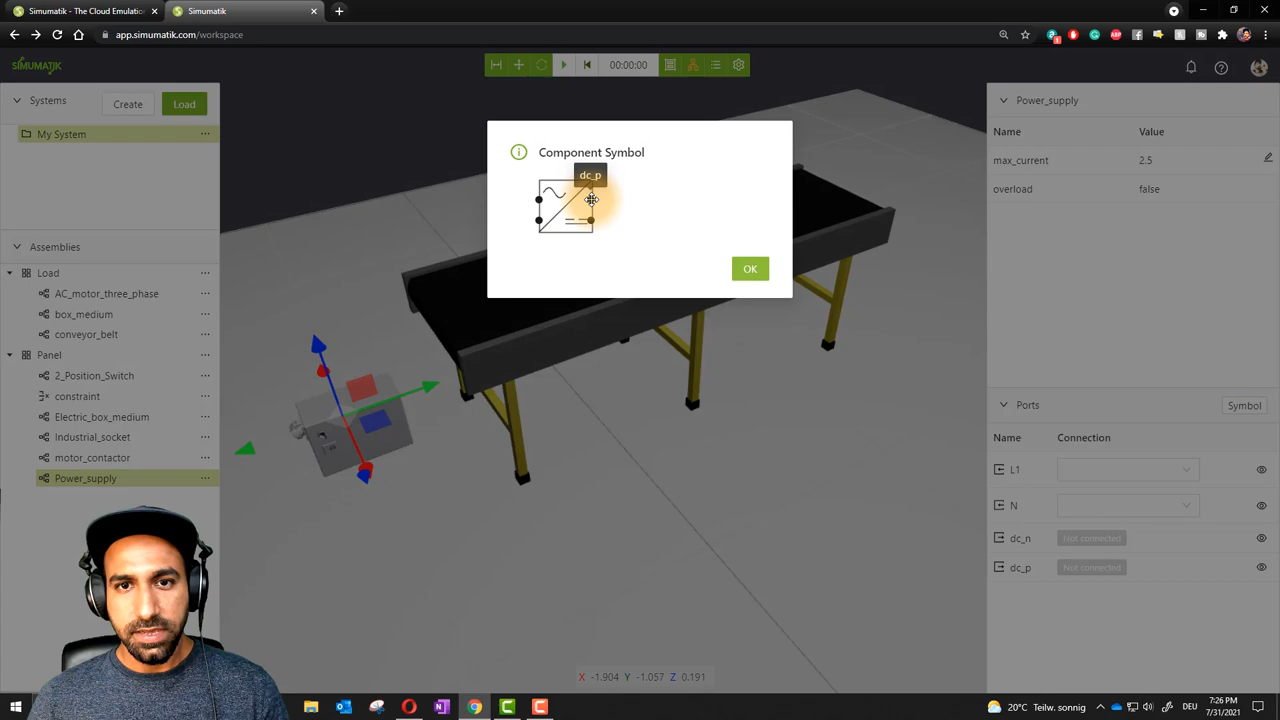 Simumatik - The Cloud Emulation
Simumatik
app.simumatik.com/workspace
SIMUMATIK
00:00:00
Systems
Create
Load
My System
Assemblies
Load
AC_motor_three_phase
box_medium
conveyor_belt
Panel
2_Position_Switch
constraint
Electric_box_medium
Industrial_socket
motor_contactor
Power_supply
Component Symbol
dc_p
OK
X -1.904 Y -1.057 Z 0.191
Power_supply
Name Value
max_current 2.5
overload false
Ports
Symbol
Name Connection
L1
N
dc_n Not connected
dc_p Not connected
20°C Teilw. sonnig
DEU
7:26 PM
7/31/2021